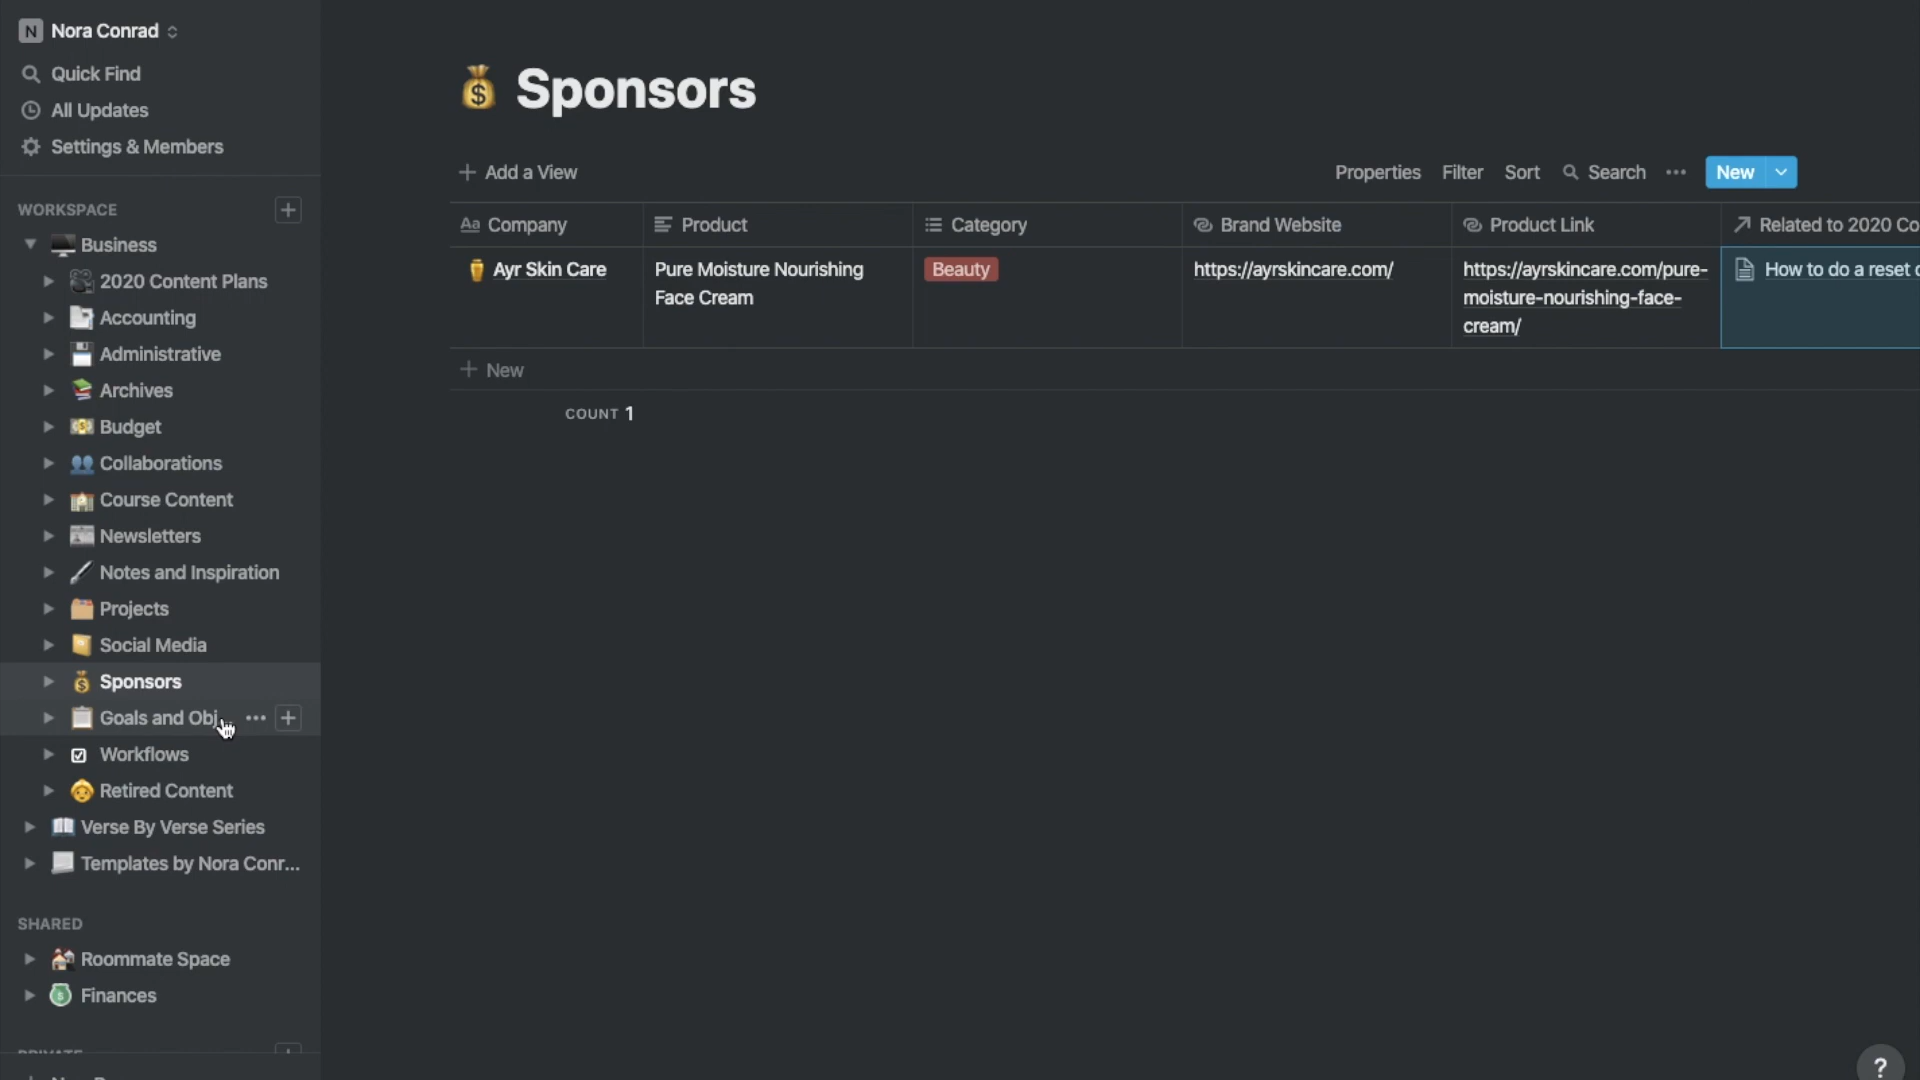 N Nora Conrad
Quick Find
All Updates
Settings & Members
WORKSPACE
Business
2020 Content Plans
Accounting
Administrative
Archives
Budget
Collaborations
Course Content
Newsletters
Notes and Inspiration
Projects
Social Media
Sponsors
Goals and Obj
Workflows
Retired Content
Verse By Verse Series
Templates by Nora Conr...
SHARED
Roommate Space
Finances
PRIVATE
Sponsors
Add a View
Properties Filter Sort Search ... New
Aa Company Product Category Brand Website Product Link Related to 2020 Co
Ayr Skin Care
Pure Moisture Nourishing
Face Cream
Beauty
https://ayrskincare.com/
https://ayrskincare.com/pure-
moisture-nourishing-face-
cream/
How to do a reset
+ New
COUNT 1
?